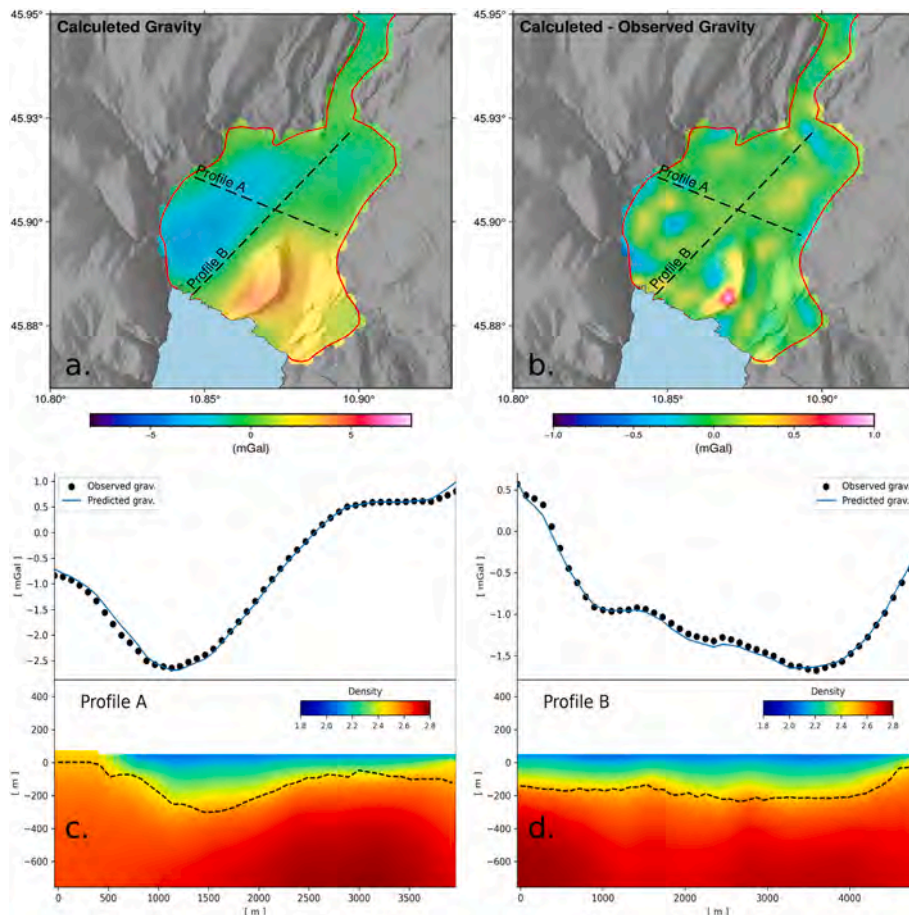 45.95°
Calculeted Gravity
45.93°
45.90°
45.88°
Profile A
Profile B
a.
10.80°
10.85°
10.90°
-5
0
5
(mGal)
45.95°
Calculeted - Observed Gravity
45.93°
45.90°
45.88°
Profile A
Profile B
b.
10.80°
10.85°
10.90°
-1.0
-0.5
0.0
0.5
1.0
(mGal)
1.0
0.5
0.0
−0.5
−1.0
−1.5
−2.0
−2.5
[ mGal]
Observed grav.
Predicted grav.
0.5
0.0
−0.5
−1.0
−1.5
[ mGal]
Observed grav.
Predicted grav.
Profile A
Density
1.8 2.0 2.2 2.4 2.6 2.8
400
200
0
−200
−400
−600
[ m ]
c.
0 500 1000 1500 2000 2500 3000 3500
[ m ]
Profile B
Density
1.8 2.0 2.2 2.4 2.6 2.8
400
200
0
−200
−400
−600
[ m ]
d.
0 1000 2000 3000 4000
[ m ]